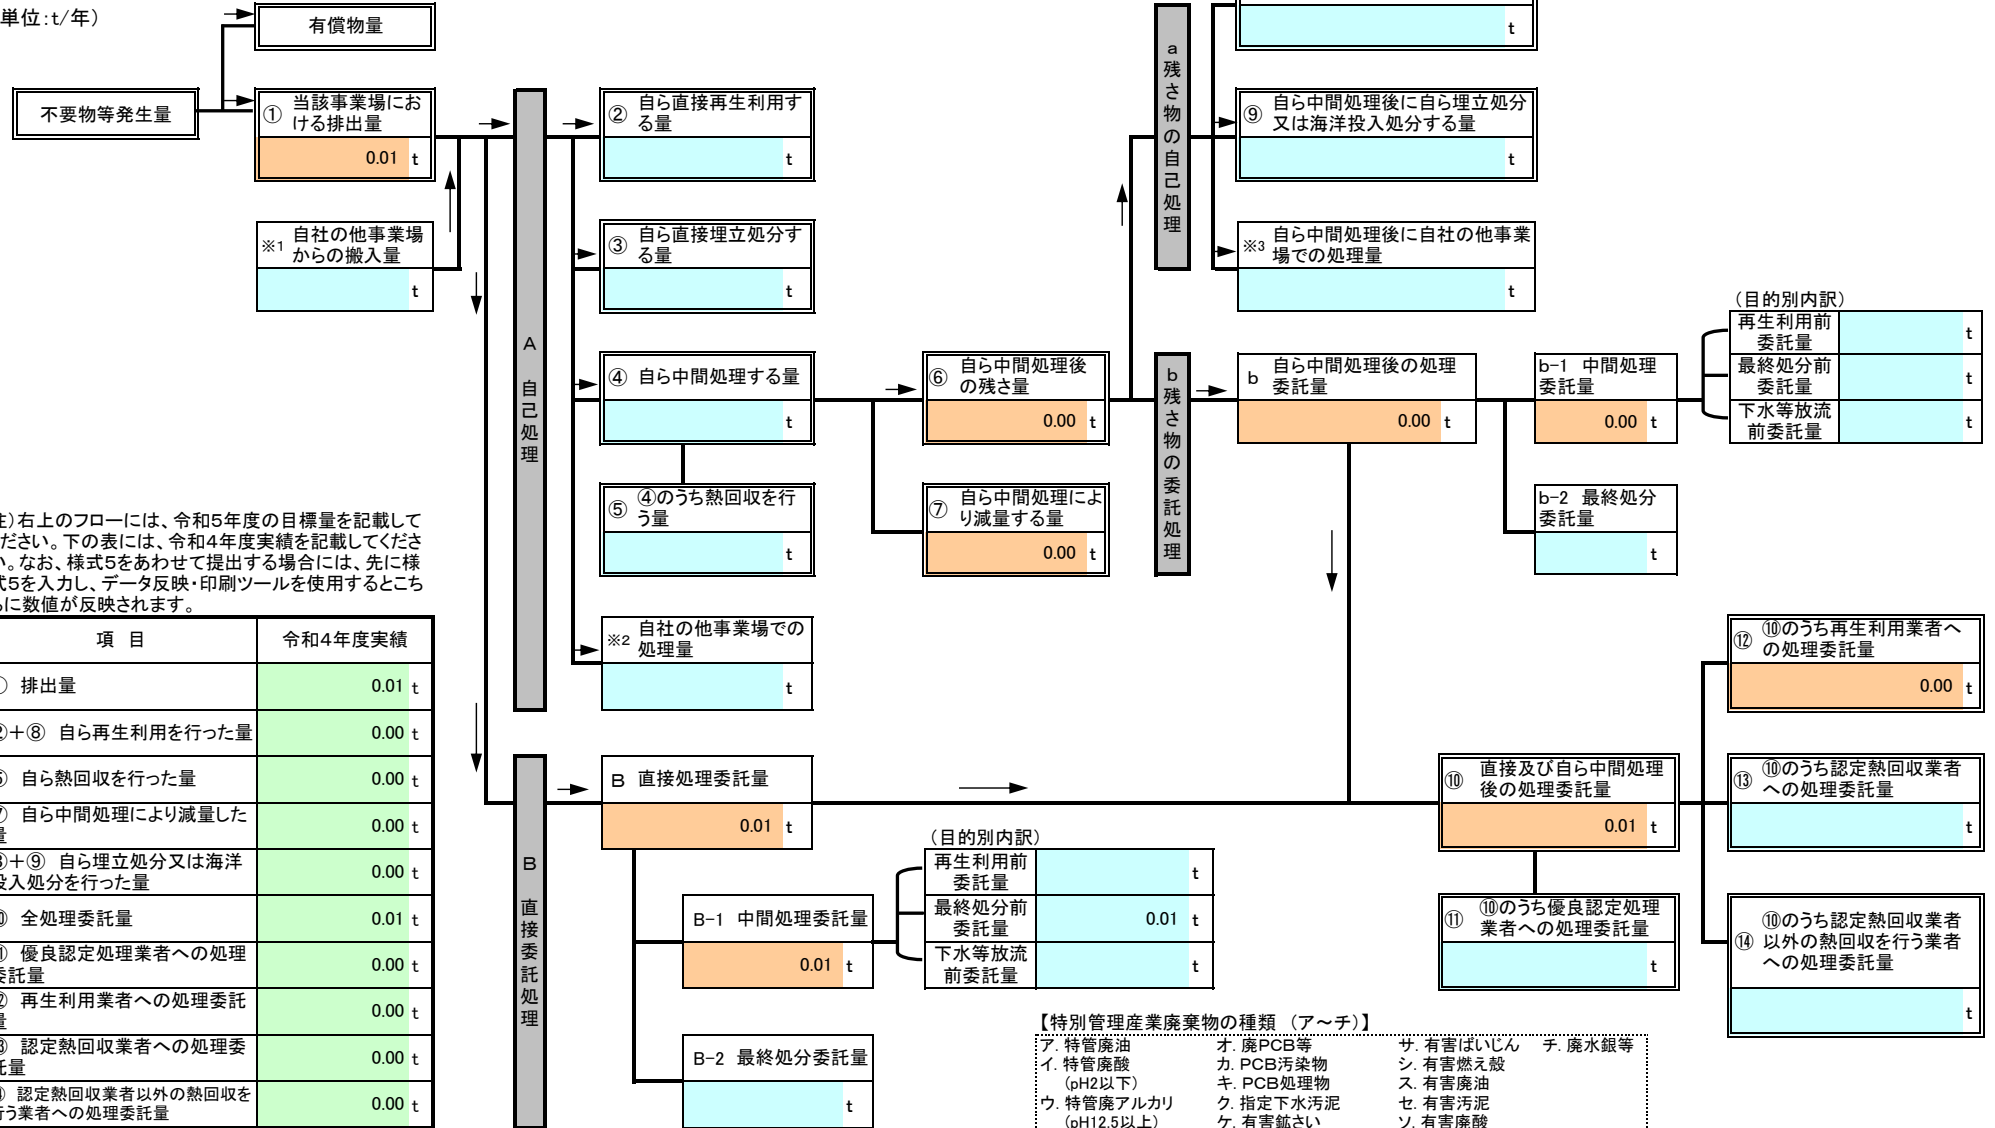 単位:t/年)
有償物量
不要物等発生量
① 当該事業場にお
ける排出量
0.01 t
※1 自社の他事業場
からの搬入量
t
A 自己処理
② 自ら直接再生利用す
る量
t
③ 自ら直接埋立処分す
る量
t
④ 自ら中間処理する量
t
⑤ ④のうち熱回収を行
う量
t
※2 自社の他事業場での
処理量
t
⑥ 自ら中間処理後
の残さ量
0.00 t
⑦ 自ら中間処理によ
り減量する量
0.00 t
a 残さ物の自己処理
t
⑨ 自ら中間処理後に自ら埋立処分
又は海洋投入処分する量
t
※3 自ら中間処理後に自社の他事業
場での処理量
t
b 残さ物の委託処理
b 自ら中間処理後の処理
委託量
0.00 t
b-1 中間処理
委託量
0.00 t
(目的別内訳)
再生利用前
委託量
t
最終処分前
委託量
t
下水等放流
前委託量
t
b-2 最終処分
委託量
t
注)右上のフローには、令和5年度の目標量を記載して
ください。下の表には、令和4年度実績を記載してくださ
い。なお、様式5をあわせて提出する場合には、先に様
式5を入力し、データ反映・印刷ツールを使用するとこち
らに数値が反映されます。
項 目 令和4年度実績
① 排出量 0.01 t
②+⑧ 自ら再生利用を行った量 0.00 t
⑤ 自ら熱回収を行った量 0.00 t
⑦ 自ら中間処理により減量した
量 0.00 t
③+⑨ 自ら埋立処分又は海洋
投入処分を行った量 0.00 t
⑩ 全処理委託量 0.01 t
⑪ 優良認定処理業者への処理
委託量 0.00 t
⑫ 再生利用業者への処理委託
量 0.00 t
⑬ 認定熱回収業者への処理委
託量 0.00 t
⑭ 認定熱回収業者以外の熱回収を
行う業者への処理委託量 0.00 t
B 直接委託処理
B 直接処理委託量
0.01 t
B-1 中間処理委託量
0.01 t
(目的別内訳)
再生利用前
委託量
t
最終処分前
委託量
0.01 t
下水等放流
前委託量
t
B-2 最終処分委託量
t
⑩ 直接及び自ら中間処理
後の処理委託量
0.01 t
⑪ ⑩のうち優良認定処理
業者への処理委託量
t
⑫ ⑩のうち再生利用業者へ
の処理委託量
0.00 t
⑬ ⑩のうち認定熱回収業者
への処理委託量
t
⑭ ⑩のうち認定熱回収業者
以外の熱回収を行う業者
への処理委託量
t
【特別管理産業廃棄物の種類 (ア~チ)】
ア. 特管廃油 オ. 廃PCB等 サ. 有害ばいじん チ. 廃水銀等
イ. 特管廃酸 カ. PCB汚染物 シ. 有害燃え殻
(pH2以下) キ. PCB処理物 ス. 有害廃油
ウ. 特管廃アルカリ ク. 指定下水汚泥 セ. 有害汚泥
(pH12.5以上) ケ. 有害鉱さい ソ. 有害廃酸